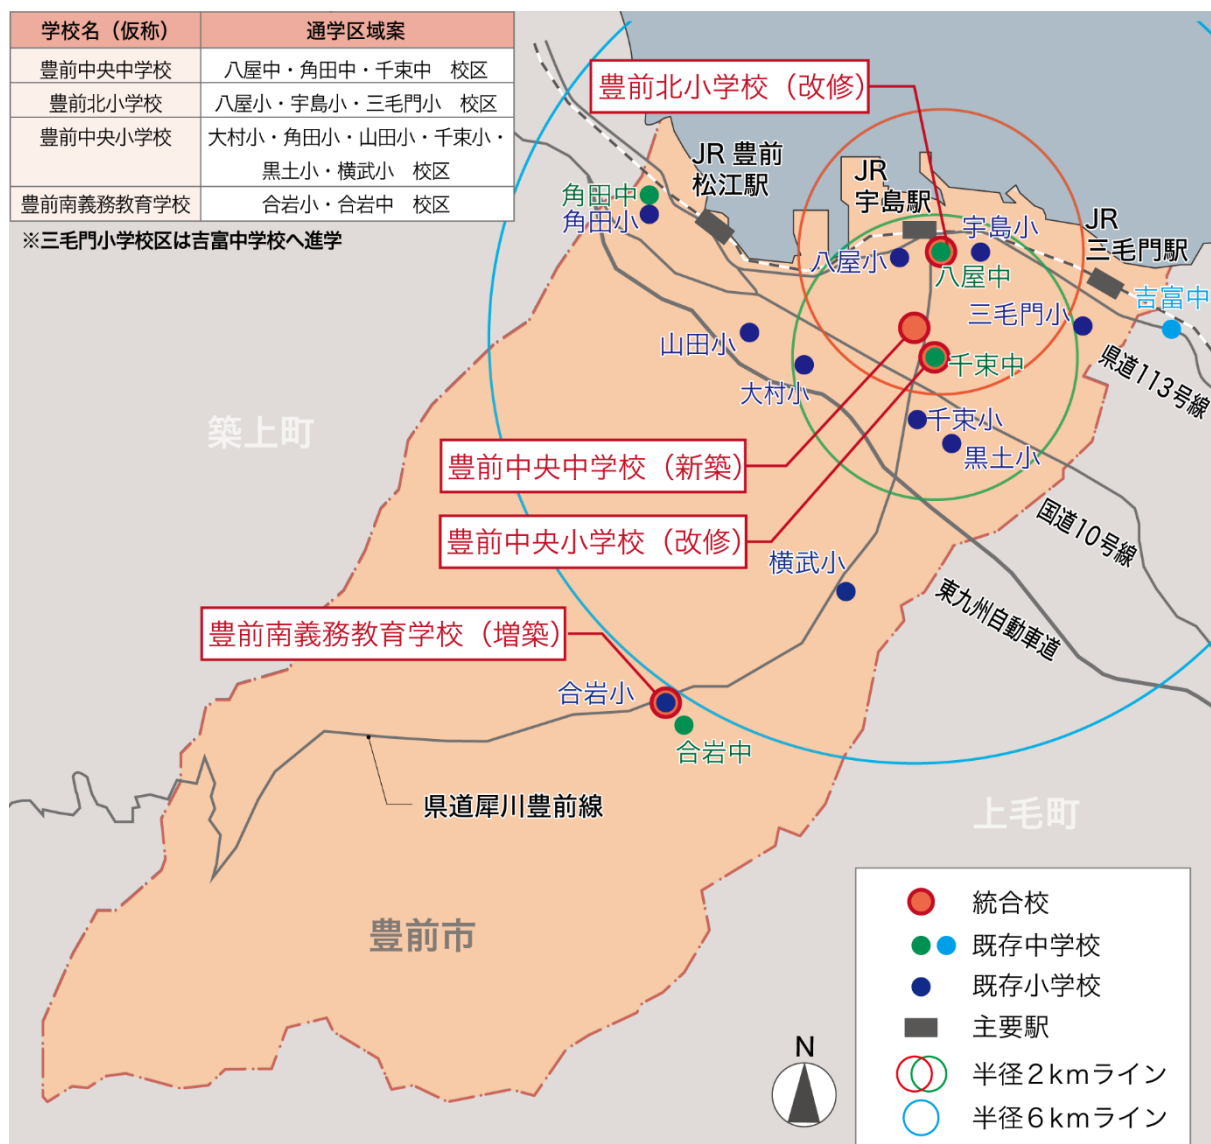 学校名（仮称） 通学区域案
豊前中央中学校 八屋中・角田中・千束中　校区
豊前北小学校 八屋小・宇島小・三毛門小　校区
豊前中央小学校 大村小・角田小・山田小・千束小・
黒土小・横武小　校区
豊前南義務教育学校 合岩小・合岩中　校区
※三毛門小学校区は吉富中学校へ進学
豊前北小学校（改修）
JR 豊前
松江駅
JR
宇島駅
JR
三毛門駅
角田中
角田小
宇島小
八屋小
八屋中
吉富中
三毛門小
山田小
千束中
県道113号線
大村小
築上町
千束小
豊前中央中学校（新築）
黒土小
豊前中央小学校（改修）
国道10号線
横武小
東九州自動車道
豊前南義務教育学校（増築）
合岩小
合岩中
県道犀川豊前線
上毛町
豊前市
統合校
既存中学校
既存小学校
主要駅
半径２kmライン
半径６kmライン
N